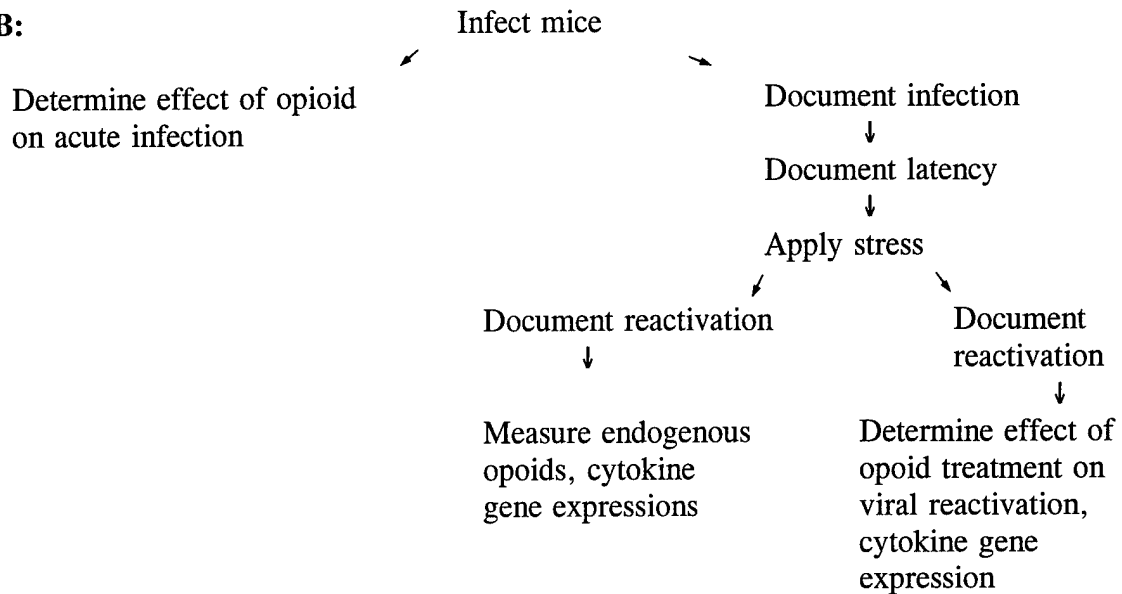 B:
Infect mice
Determine effect of opioid
on acute infection
Document infection
Document latency
Apply stress
Document reactivation
Document
reactivation
Measure endogenous
opoids, cytokine
gene expressions
Determine effect of
opoid treatment on
viral reactivation,
cytokine gene
expression